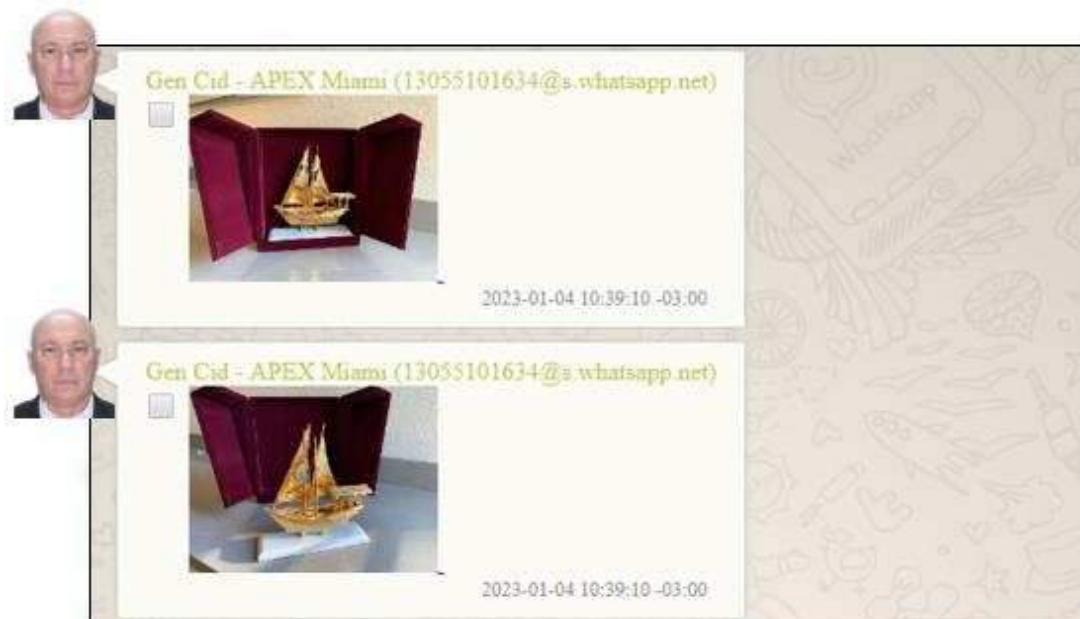 Gen Cid - APEX Miami (13055101634@s.whatsapp.net)
2023-01-04 10:39:10 -03:00
Gen Cid - APEX Miami (13055101634@s.whatsapp.net)
2023-01-04 10:39:10 -03:00
Whatsapp